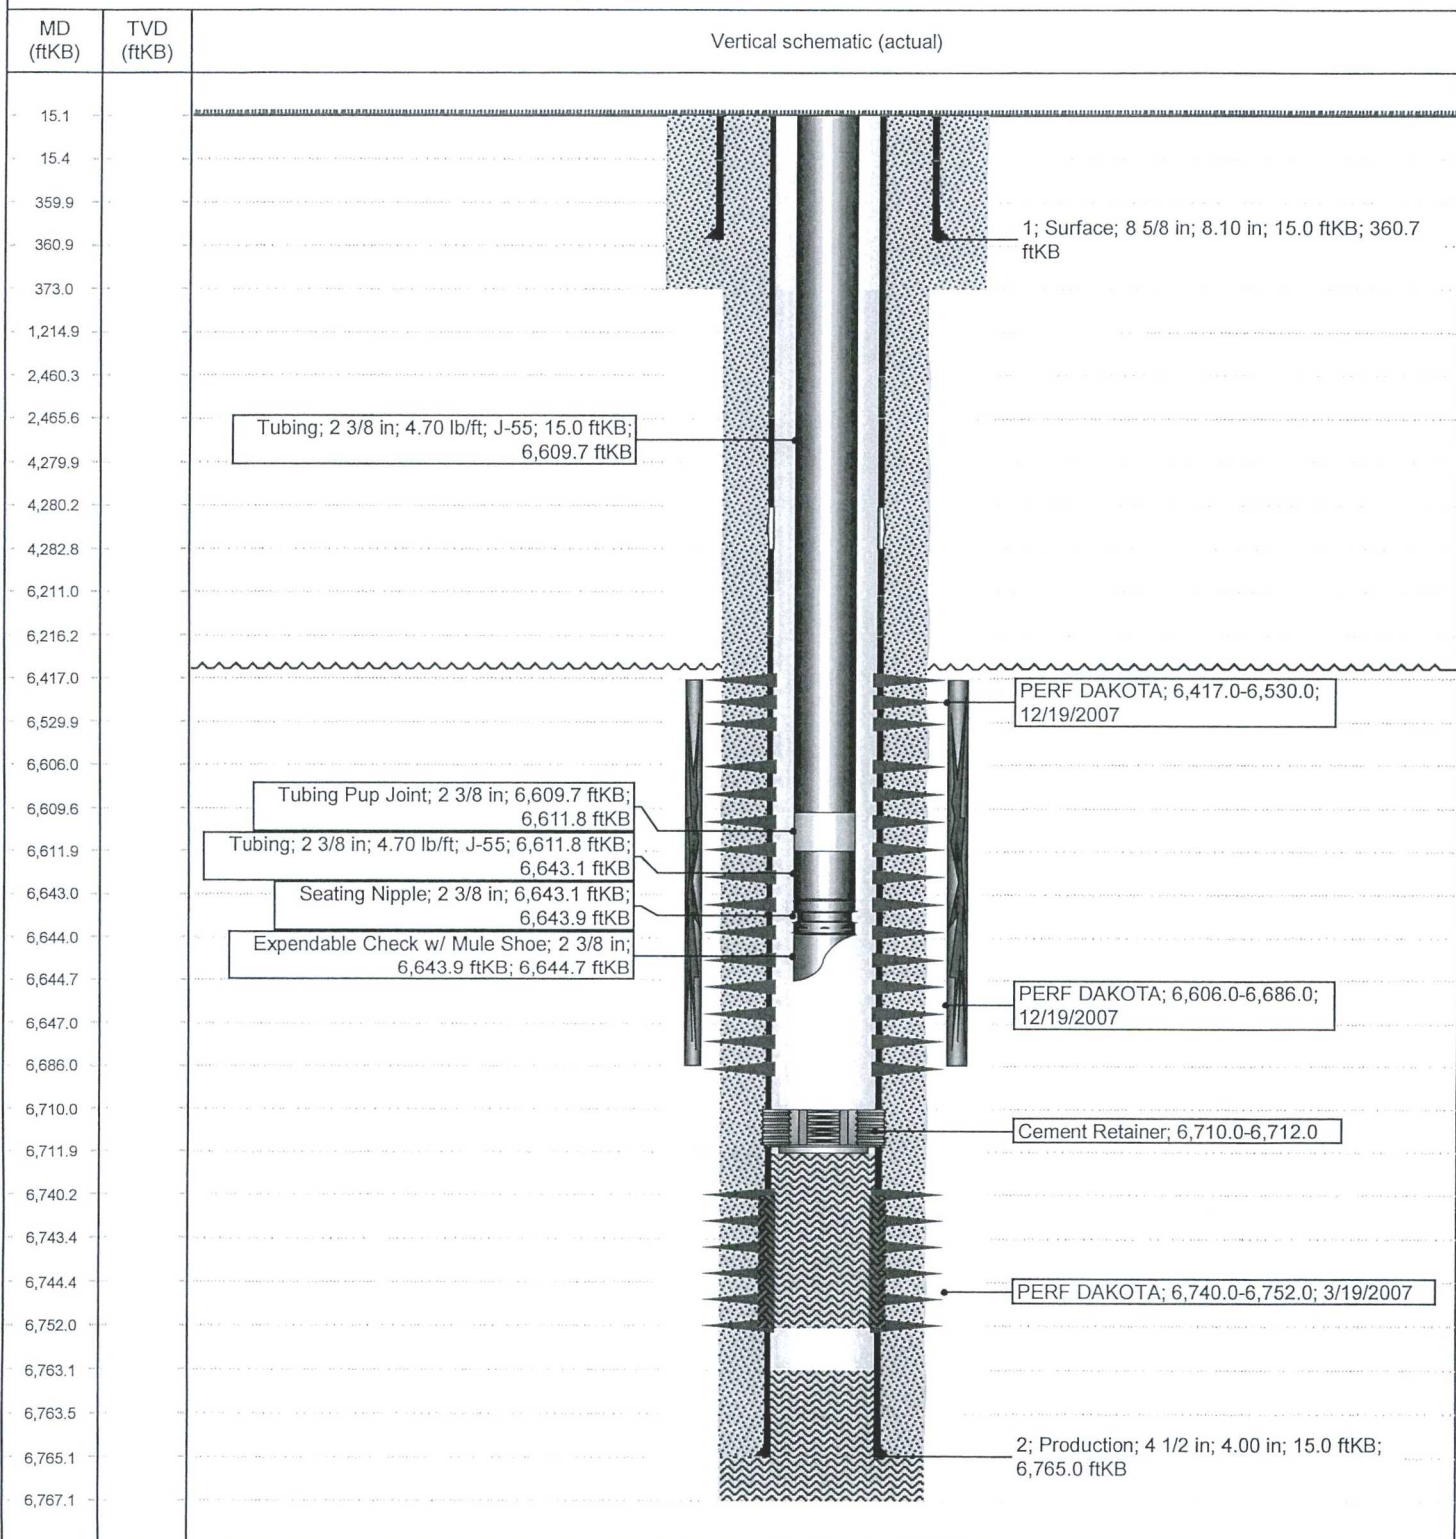 MD
(ftKB)
TVD
(ftKB)
Vertical schematic (actual)
15.1
15.4
359.9
360.9
373.0
1,214.9
2,460.3
2,465.6
4,279.9
4,280.2
4,282.8
6,211.0
6,216.2
6,417.0
6,529.9
6,606.0
6,609.6
6,611.9
6,643.0
6,644.0
6,644.7
6,647.0
6,686.0
6,710.0
6,711.9
6,740.2
6,743.4
6,744.4
6,752.0
6,763.1
6,763.5
6,765.1
6,767.1
1; Surface; 8 5/8 in; 8.10 in; 15.0 ftKB; 360.7
ftKB
Tubing; 2 3/8 in; 4.70 lb/ft; J-55; 15.0 ftKB;
6,609.7 ftKB
PERF DAKOTA; 6,417.0-6,530.0;
12/19/2007
Tubing Pup Joint; 2 3/8 in; 6,609.7 ftKB;
6,611.8 ftKB
Tubing; 2 3/8 in; 4.70 lb/ft; J-55; 6,611.8 ftKB;
6,643.1 ftKB
Seating Nipple; 2 3/8 in; 6,643.1 ftKB;
6,643.9 ftKB
Expendable Check w/ Mule Shoe; 2 3/8 in;
6,643.9 ftKB; 6,644.7 ftKB
PERF DAKOTA; 6,606.0-6,686.0;
12/19/2007
Cement Retainer; 6,710.0-6,712.0
PERF DAKOTA; 6,740.0-6,752.0; 3/19/2007
2; Production; 4 1/2 in; 4.00 in; 15.0 ftKB;
6,765.0 ftKB